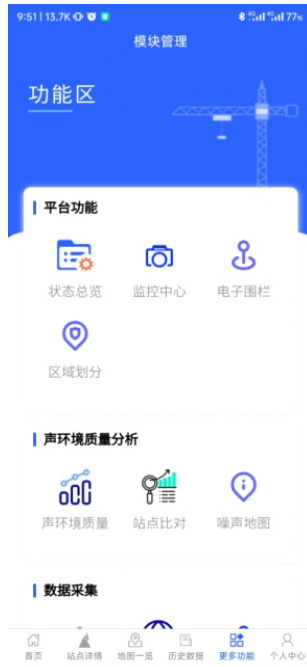 9:51 | 13.7K 4G 4G 77%
模块管理
功能区
平台功能
状态总览 监控中心 电子围栏
区域划分
声环境质量分析
声环境质量 站点比对 噪声地图
数据采集
首页 站点详情 地图一览 历史数据 更多功能 个人中心